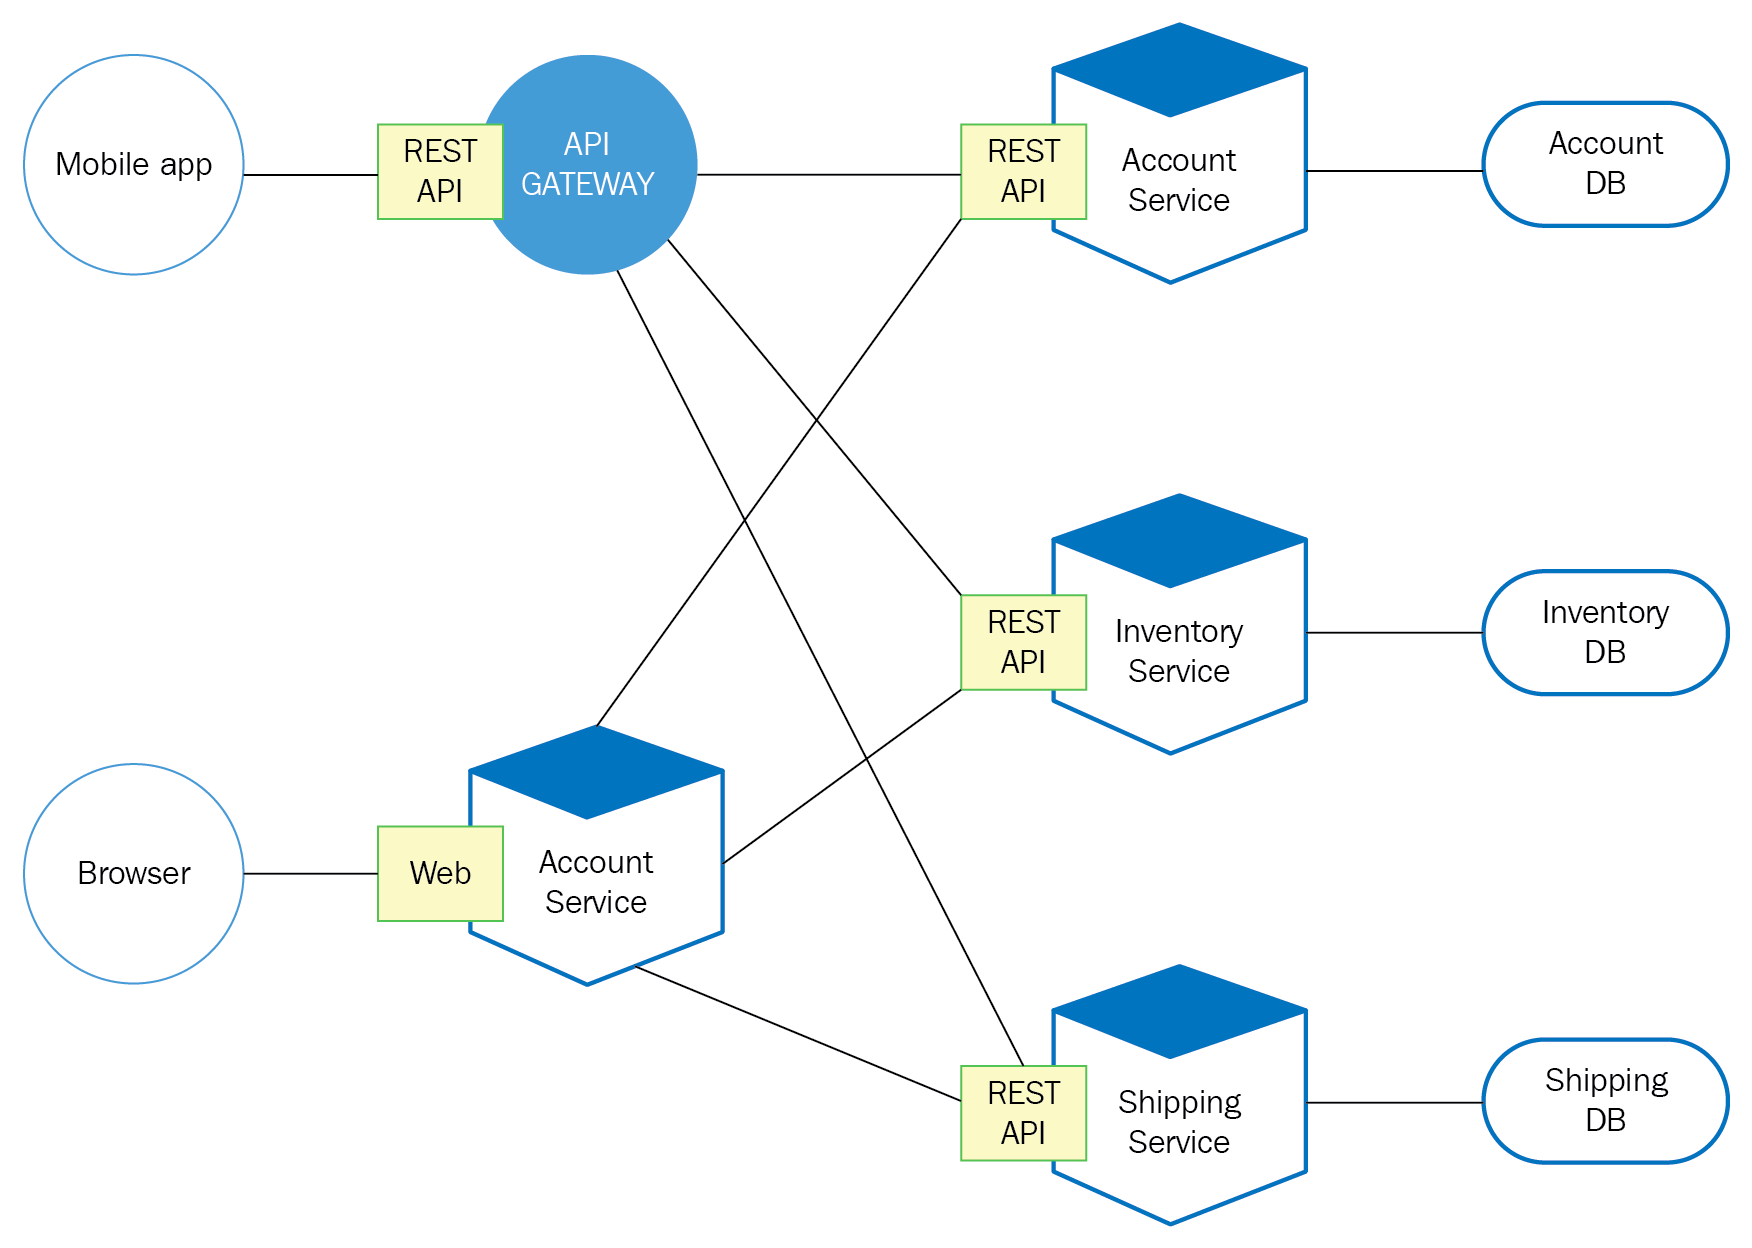 Mobile app
REST
API
API
GATEWAY
REST
API
Account
Service
Account
DB
REST
API
Inventory
Service
Inventory
DB
Browser
Web
Account
Service
REST
API
Shipping
Service
Shipping
DB